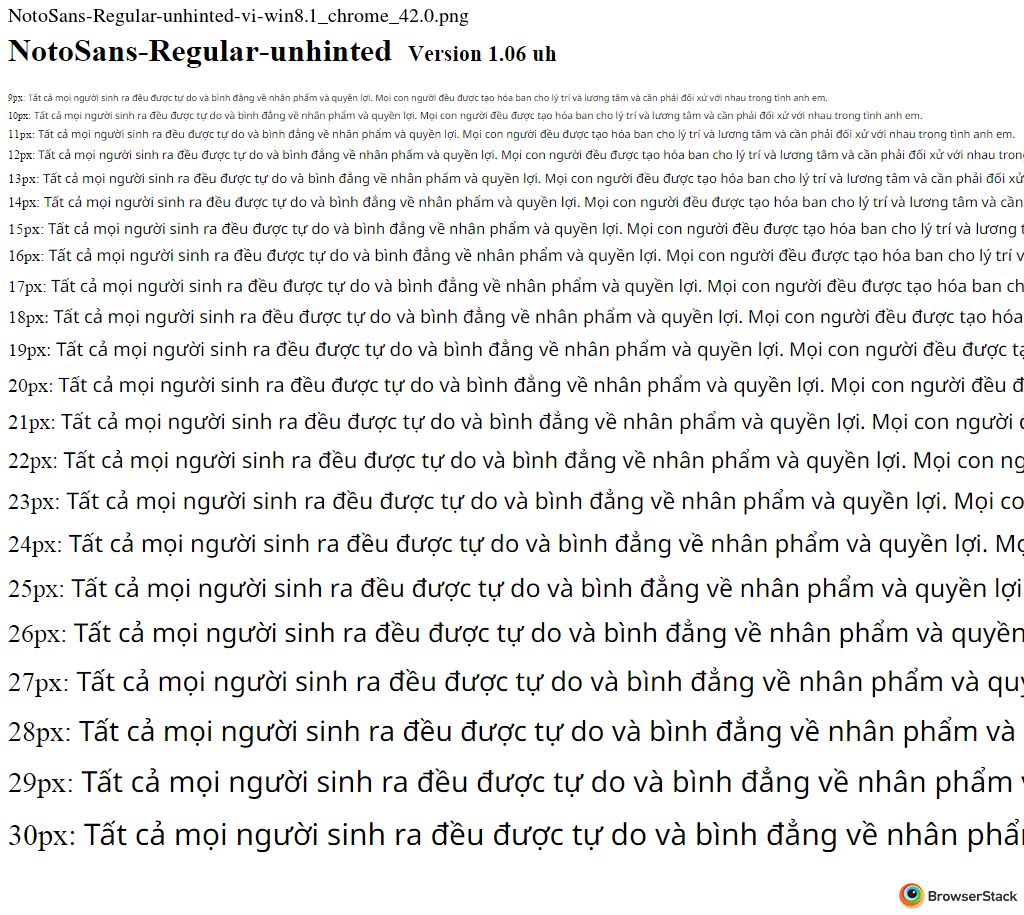 NotoSans-Regular-unhinted-vi-win8.1_chrome_42.0.png
NotoSans-Regular-unhinted Version 1.06 uh
9px: Tất cả mọi người sinh ra đều được tự do và bình đẳng về nhân phẩm và quyền lợi. Mọi con người đều được tạo hóa ban cho lý trí và lương tâm và cần phải đối xử với nhau trong tình anh em.
10px: Tất cả mọi người sinh ra đều được tự do và bình đẳng về nhân phẩm và quyền lợi. Mọi con người đều được tạo hóa ban cho lý trí và lương tâm và cần phải đối xử với nhau trong tình anh em.
11px: Tất cả mọi người sinh ra đều được tự do và bình đẳng về nhân phẩm và quyền lợi. Mọi con người đều được tạo hóa ban cho lý trí và lương tâm và cần phải đối xử với nhau trong tình anh em.
12px: Tất cả mọi người sinh ra đều được tự do và bình đẳng về nhân phẩm và quyền lợi. Mọi con người đều được tạo hóa ban cho lý trí và lương tâm và cần phải đối xử với nhau tron
13px: Tất cả mọi người sinh ra đều được tự do và bình đẳng về nhân phẩm và quyền lợi. Mọi con người đều được tạo hóa ban cho lý trí và lương tâm và cần phải đối xử
14px: Tất cả mọi người sinh ra đều được tự do và bình đẳng về nhân phẩm và quyền lợi. Mọi con người đều được tạo hóa ban cho lý trí và lương tâm và cần
15px: Tất cả mọi người sinh ra đều được tự do và bình đẳng về nhân phẩm và quyền lợi. Mọi con người đều được tạo hóa ban cho lý trí và lương t
16px: Tất cả mọi người sinh ra đều được tự do và bình đẳng về nhân phẩm và quyền lợi. Mọi con người đều được tạo hóa ban cho lý trí v
17px: Tất cả mọi người sinh ra đều được tự do và bình đẳng về nhân phẩm và quyền lợi. Mọi con người đều được tạo hóa ban ch
18px: Tất cả mọi người sinh ra đều được tự do và bình đẳng về nhân phẩm và quyền lợi. Mọi con người đều được tạo hóa
19px: Tất cả mọi người sinh ra đều được tự do và bình đẳng về nhân phẩm và quyền lợi. Mọi con người đều được tạ
20px: Tất cả mọi người sinh ra đều được tự do và bình đẳng về nhân phẩm và quyền lợi. Mọi con người đều đ
21px: Tất cả mọi người sinh ra đều được tự do và bình đẳng về nhân phẩm và quyền lợi. Mọi con người
22px: Tất cả mọi người sinh ra đều được tự do và bình đẳng về nhân phẩm và quyền lợi. Mọi con ng
23px: Tất cả mọi người sinh ra đều được tự do và bình đẳng về nhân phẩm và quyền lợi. Mọi co
24px: Tất cả mọi người sinh ra đều được tự do và bình đẳng về nhân phẩm và quyền lợi. Mọ
25px: Tất cả mọi người sinh ra đều được tự do và bình đẳng về nhân phẩm và quyền lợi
26px: Tất cả mọi người sinh ra đều được tự do và bình đẳng về nhân phẩm và quyền
27px: Tất cả mọi người sinh ra đều được tự do và bình đẳng về nhân phẩm và quy
28px: Tất cả mọi người sinh ra đều được tự do và bình đẳng về nhân phẩm và
29px: Tất cả mọi người sinh ra đều được tự do và bình đẳng về nhân phẩm
30px: Tất cả mọi người sinh ra đều được tự do và bình đẳng về nhân phẩ
BrowserStack